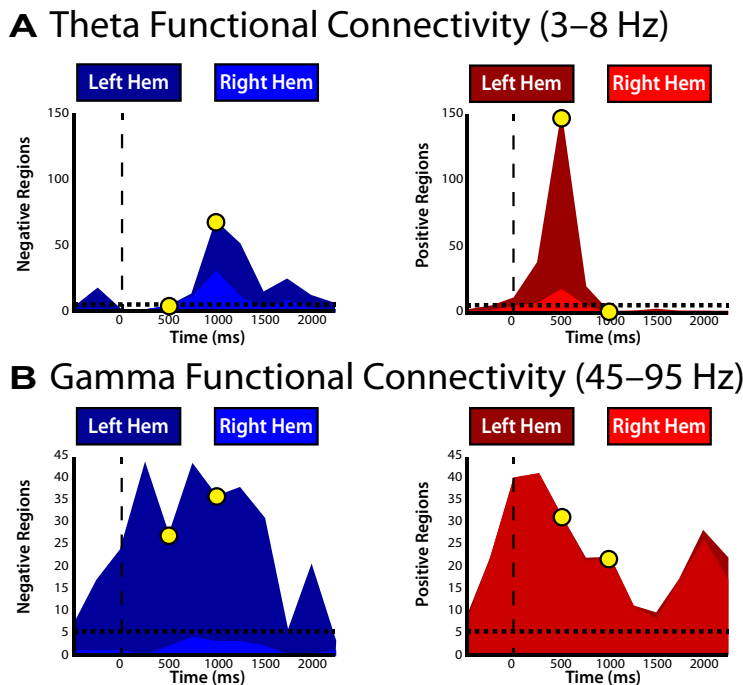 A Theta Functional Connectivity (3–8 Hz)
Left Hem Right Hem
Left Hem Right Hem
150
100
50
0
Negative Regions
0 500 1000 1500 2000
Time (ms)
150
100
50
0
Positive Regions
0 500 1000 1500 2000
Time (ms)
B Gamma Functional Connectivity (45–95 Hz)
Left Hem Right Hem
Left Hem Right Hem
45
40
35
30
25
20
15
10
5
0
Negative Regions
0 500 1000 1500 2000
Time (ms)
45
40
35
30
25
20
15
10
5
0
Positive Regions
0 500 1000 1500 2000
Time (ms)